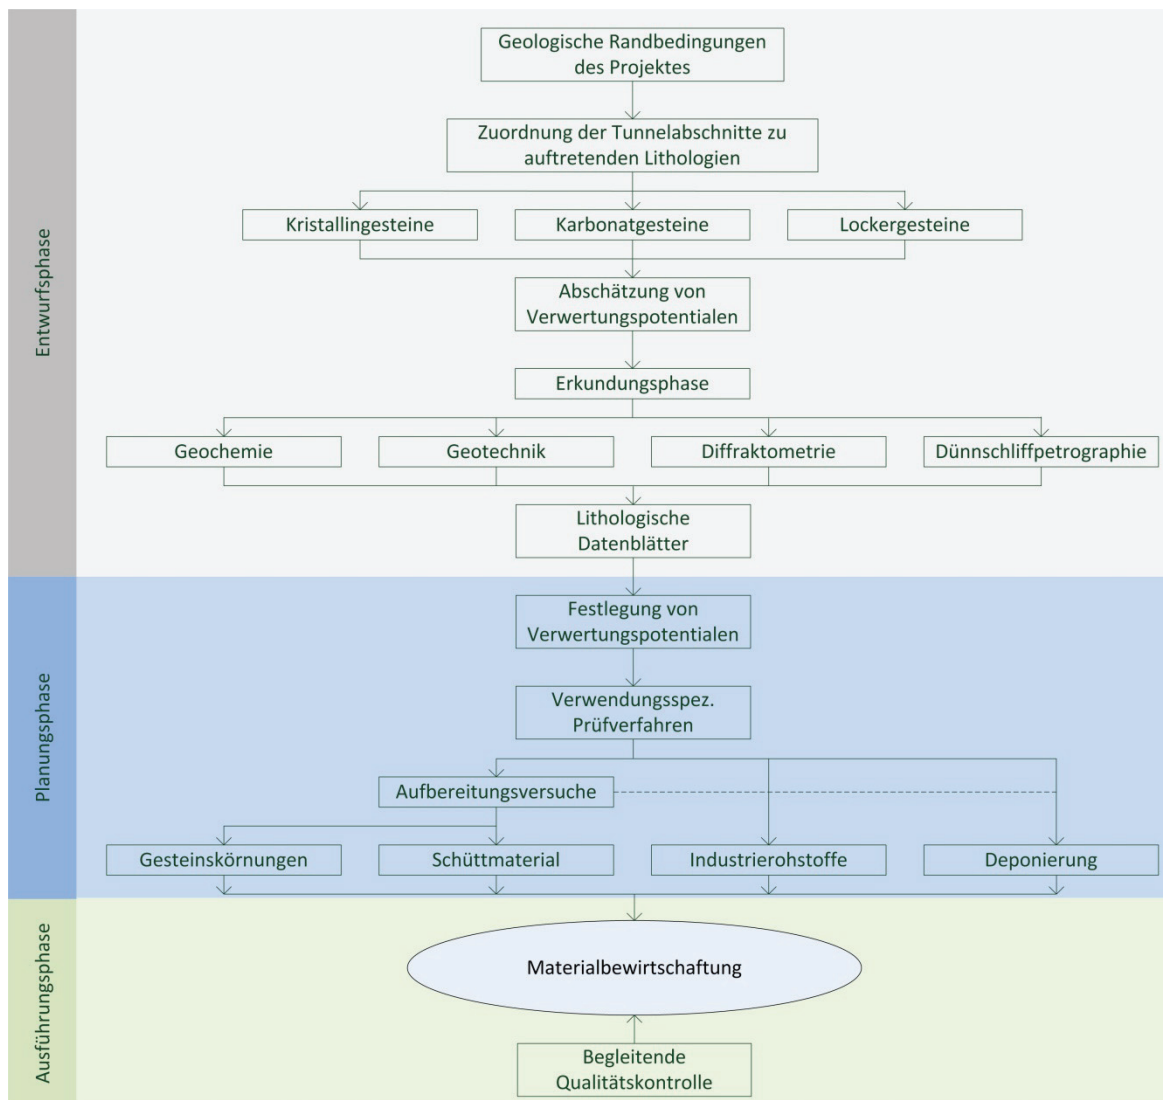 Entwurfsphase
Geologische Randbedingungen
des Projektes
Zuordnung der Tunnelabschnitte zu
auftretenden Lithologien
Kristallingesteine
Karbonatgesteine
Lockergesteine
Abschätzung von
Verwertungspotentialen
Erkundungsphase
Geochemie
Geotechnik
Diffraktometrie
Dünnschliffpetrographie
Lithologische
Datenblätter
Planungsphase
Festlegung von
Verwertungspotentialen
Verwendungsspez.
Prüfverfahren
Aufbereitungsversuche
Gesteinskörnungen
Schüttmaterial
Industrierohstoffe
Deponierung
Ausführungsphase
Materialbewirtschaftung
Begleitende
Qualitätskontrolle